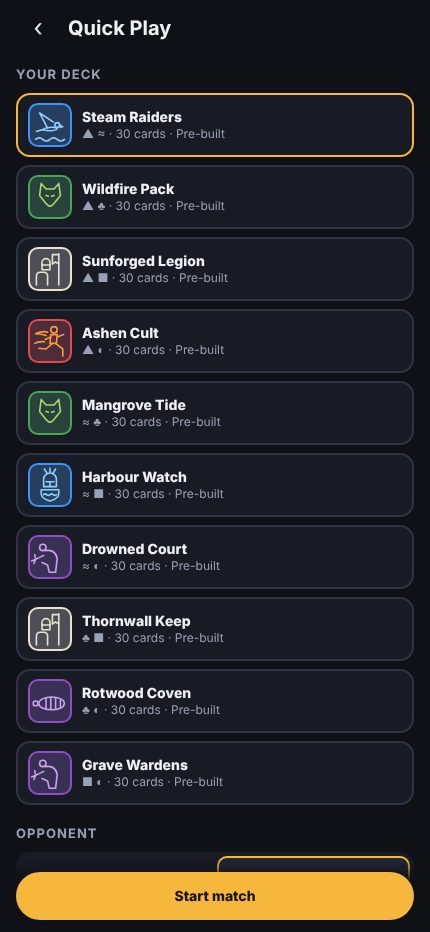 Quick Play
YOUR DECK
Steam Raiders
▲ ≈ · 30 cards · Pre-built
Wildfire Pack
▲ ♣ · 30 cards · Pre-built
Sunforged Legion
▲ ■ · 30 cards · Pre-built
Ashen Cult
▲ ◖ · 30 cards · Pre-built
Mangrove Tide
≈ ♣ · 30 cards · Pre-built
Harbour Watch
≈ ■ · 30 cards · Pre-built
Drowned Court
≈ ◖ · 30 cards · Pre-built
Thornwall Keep
♣ ■ · 30 cards · Pre-built
Rotwood Coven
♣ ◖ · 30 cards · Pre-built
Grave Wardens
■ ◖ · 30 cards · Pre-built
OPPONENT
Start match